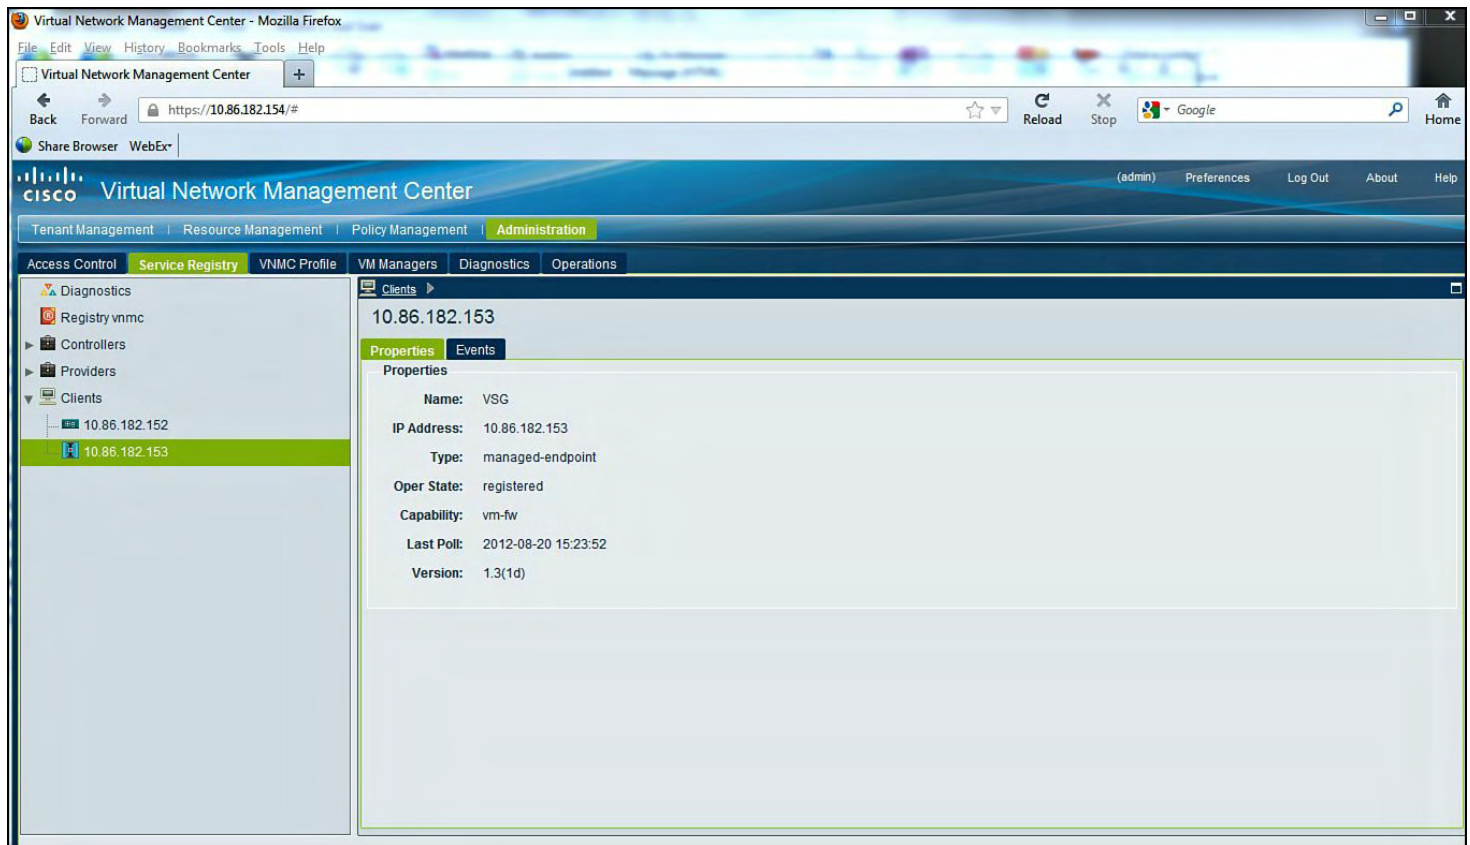 Virtual Network Management Center - Mozilla Firefox
File Edit View History Bookmarks Tools Help
Virtual Network Management Center +
Back Forward https://10.86.182.154/# Reload Stop Google Home
Share Browser WebEx
CISCO Virtual Network Management Center (admin) Preferences Log Out About Help
Tenant Management | Resource Management | Policy Management | Administration
Access Control Service Registry VNMC Profile VM Managers Diagnostics Operations
Diagnostics
Registry vnmc
Controllers
Providers
Clients
10.86.182.152
10.86.182.153
Clients
10.86.182.153
Properties Events
Properties
Name: VSG
IP Address: 10.86.182.153
Type: managed-endpoint
Oper State: registered
Capability: vm-fw
Last Poll: 2012-08-20 15:23:52
Version: 1.3(1d)